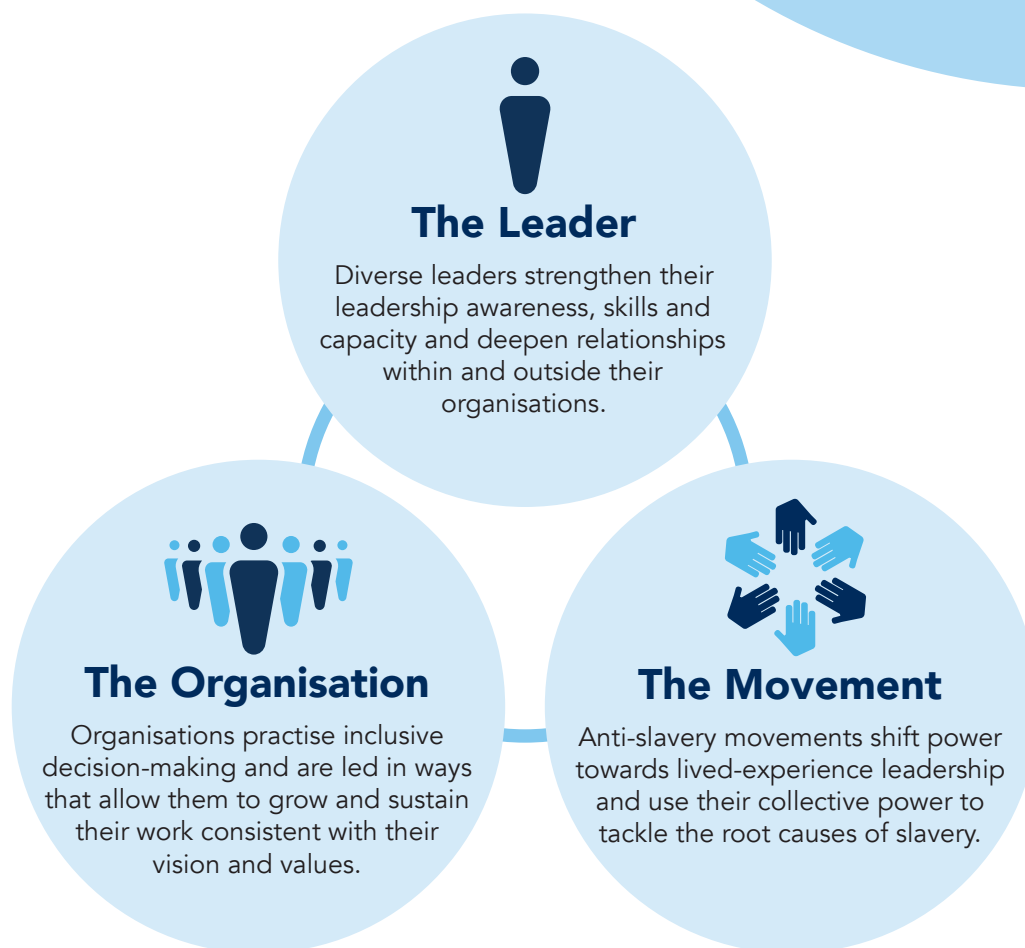 The Leader
Diverse leaders strengthen their
leadership awareness, skills and
capacity and deepen relationships
within and outside their
organisations.
The Organisation
Organisations practise inclusive
decision-making and are led in ways
that allow them to grow and sustain
their work consistent with their
vision and values.
The Movement
Anti-slavery movements shift power
towards lived-experience leadership
and use their collective power to
tackle the root causes of slavery.